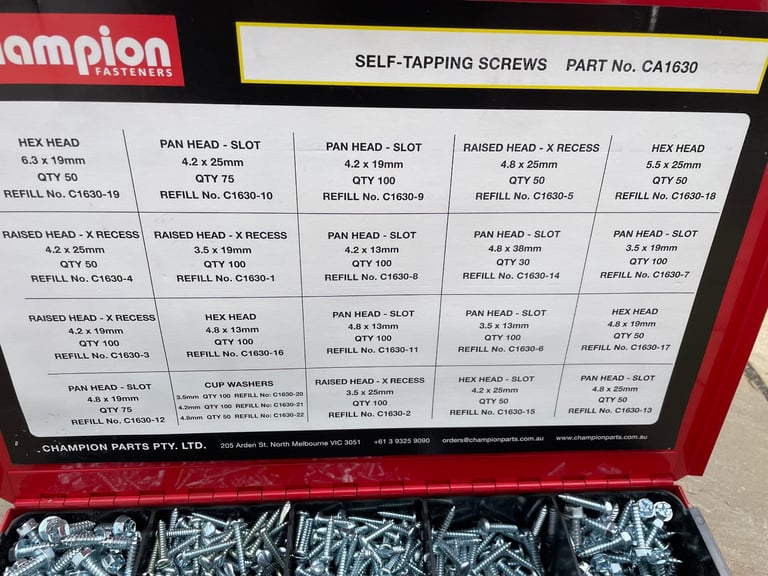 hampion
FASTENERS
SELF-TAPPING SCREWS PART No. CA1630
HEX HEAD
6.3 x 19mm
QTY 50
REFILL No. C1630-19
PAN HEAD - SLOT
4.2 x 25mm
QTY 75
REFILL No. C1630-10
PAN HEAD - SLOT
4.2 x 19mm
QTY 100
REFILL No. C1630-9
RAISED HEAD - X RECESS
4.8 x 25mm
QTY 50
REFILL No. C1630-5
HEX HEAD
5.5 x 25mm
QTY 50
REFILL No. C1630-18
RAISED HEAD - X RECESS
4.2 x 25mm
QTY 50
REFILL No. C1630-4
RAISED HEAD - X RECESS
3.5 x 19mm
QTY 100
REFILL No. C1630-1
PAN HEAD - SLOT
4.2 x 13mm
QTY 100
REFILL No. C1630-8
PAN HEAD - SLOT
4.8 x 38mm
QTY 30
REFILL No. C1630-14
PAN HEAD - SLOT
3.5 x 19mm
QTY 100
REFILL No. C1630-7
RAISED HEAD - X RECESS
4.2 x 19mm
QTY 100
REFILL No. C1630-3
HEX HEAD
4.8 x 13mm
QTY 100
REFILL No. C1630-16
PAN HEAD - SLOT
4.8 x 13mm
QTY 100
REFILL No. C1630-11
PAN HEAD - SLOT
3.5 x 13mm
QTY 100
REFILL No. C1630-6
HEX HEAD
4.8 x 19mm
QTY 50
REFILL No. C1630-17
PAN HEAD - SLOT
4.8 x 19mm
QTY 75
REFILL No. C1630-12
CUP WASHERS
3.5mm QTY 100 REFILL No: C1630-20
4.2mm QTY 100 REFILL No: C1630-21
4.8mm QTY 50 REFILL No: C1630-22
RAISED HEAD - X RECESS
3.5 x 25mm
QTY 100
REFILL No. C1630-2
HEX HEAD - SLOT
4.2 x 25mm
QTY 50
REFILL No. C1630-15
PAN HEAD - SLOT
4.8 x 25mm
QTY 50
REFILL No. C1630-13
CHAMPION PARTS PTY. LTD. 205 Arden St. North Melbourne VIC 3051 +61 3 9325 9090 orders@championparts.com.au www.championparts.com.au